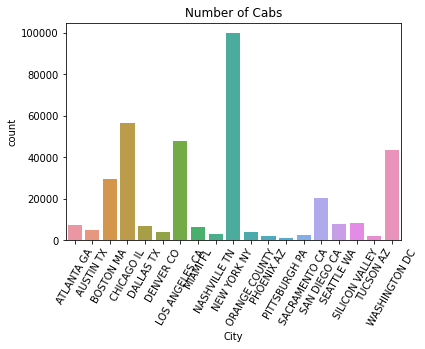 Number of Cabs
100000
80000
60000
40000
20000
0
count
ATLANTA GA
AUSTIN TX
BOSTON MA
CHICAGO IL
DALLAS TX
DENVER CO
LOS ANGELES CA
MIAMI FL
NASHVILLE TN
NEW YORK NY
ORANGE COUNTY
PHOENIX AZ
PITTSBURGH PA
SACRAMENTO CA
SAN DIEGO CA
SEATTLE WA
SILICON VALLEY
TUCSON AZ
WASHINGTON DC
City